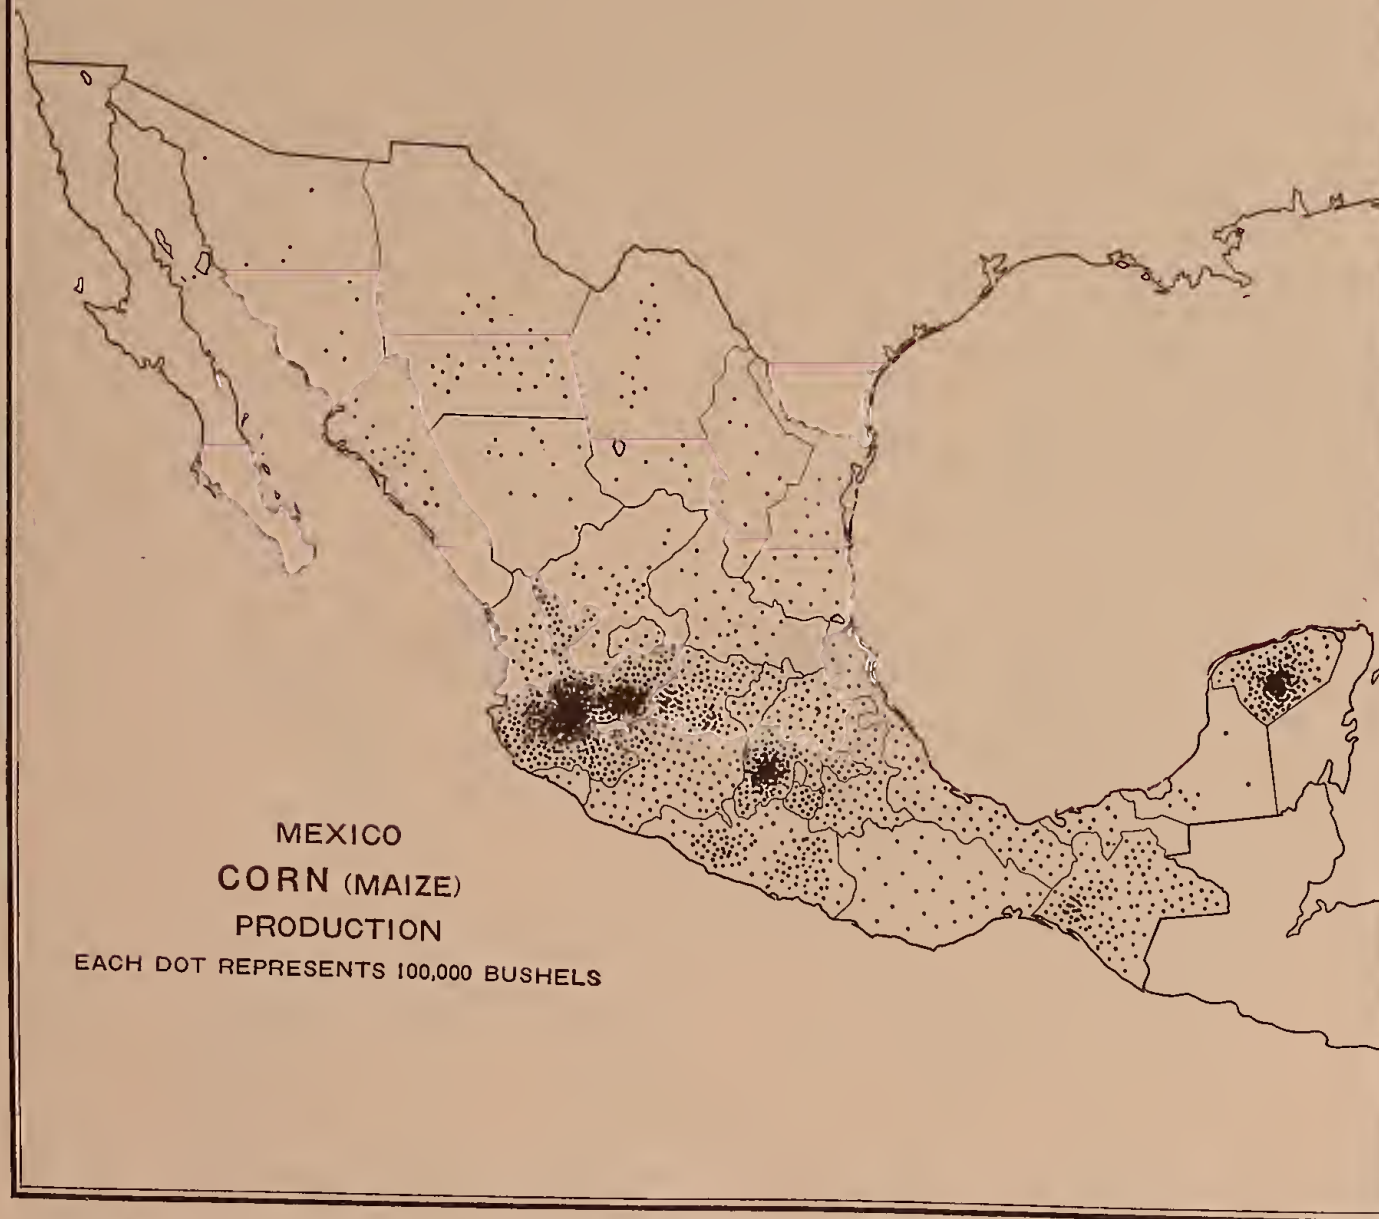 MEXICO
CORN (MAIZE)
PRODUCTION
EACH DOT REPRESENTS 100,000 BUSHELS